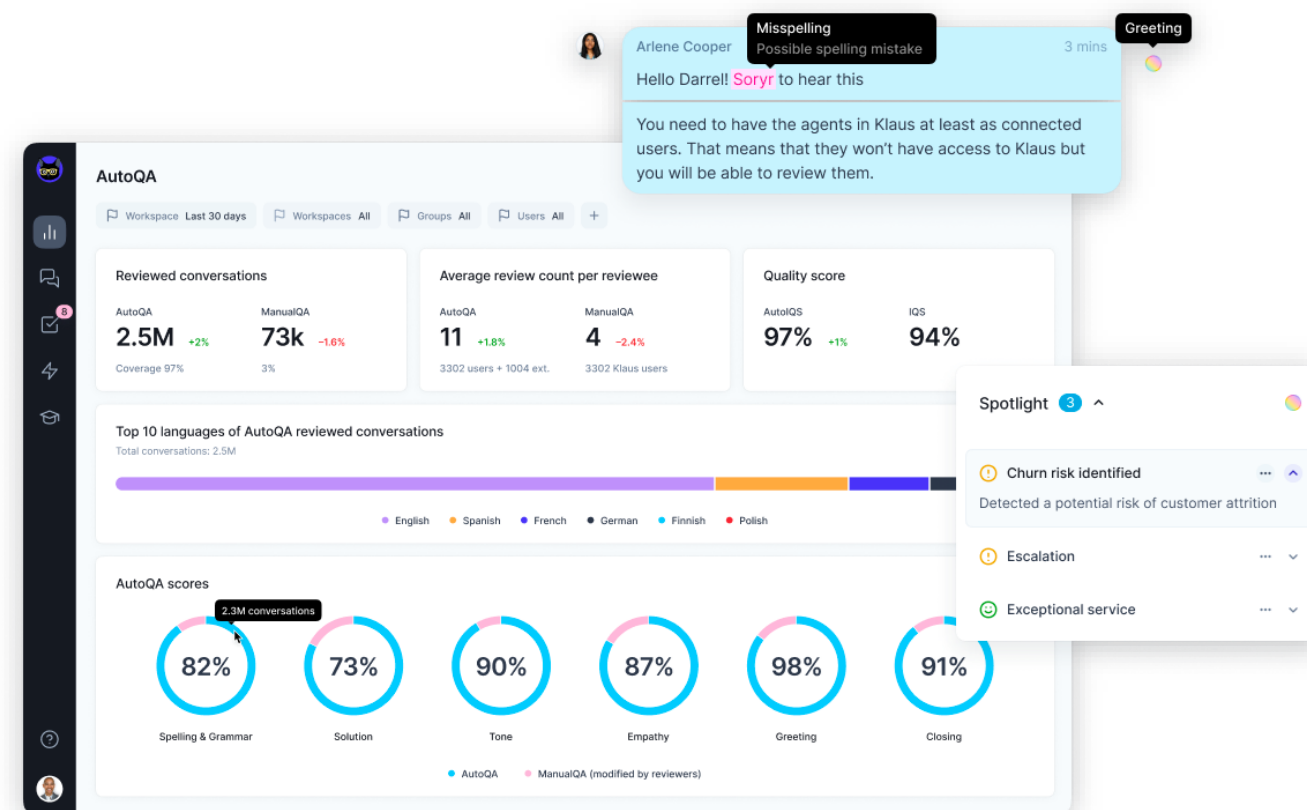 Misspelling
Possible spelling mistake
Greeting
Arlene Cooper
3 mins
Hello Darrel! Soryr to hear this
You need to have the agents in Klaus at least as connected
users. That means that they won't have access to Klaus but
you will be able to review them.
AutoQA
Workspace Last 30 days
Workspaces All
Groups All
Users All
+
8
Reviewed conversations
AutoQA
ManualQA
2.5M +2%
73k -1.6%
Coverage 97%
3%
Average review count per reviewee
AutoQA
ManualQA
11 +1.8%
4 -2.4%
3302 users + 1004 ext.
3302 Klaus users
Quality score
AutoIQS
IQS
97% +1%
94%
Top 10 languages of AutoQA reviewed conversations
Total conversations: 2.5M
English
Spanish
French
German
Finnish
Polish
Spotlight 3
Churn risk identified
Detected a potential risk of customer attrition
Escalation
Exceptional service
AutoQA scores
2.3M conversations
82%
73%
90%
87%
98%
91%
Spelling & Grammar
Solution
Tone
Empathy
Greeting
Closing
AutoQA
ManualQA (modified by reviewers)
?